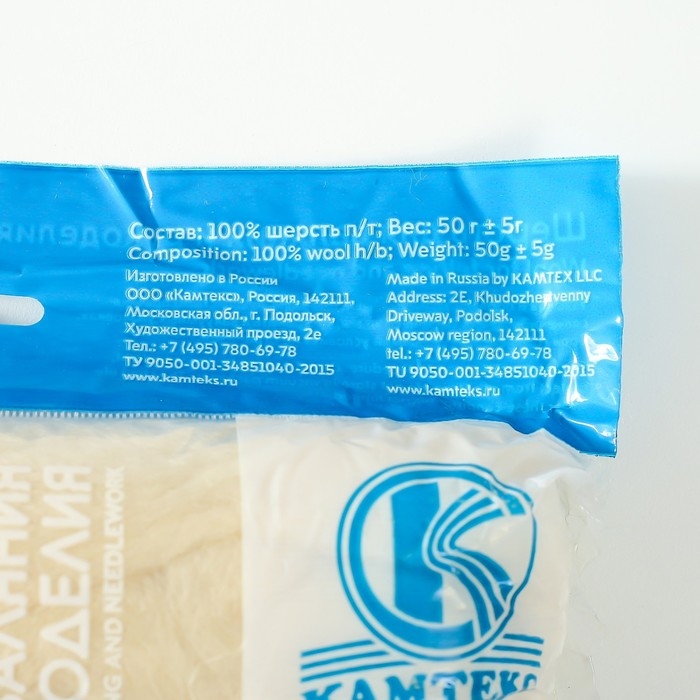 Состав: 100% шерсть п/т; Вес: 50 г ± 5г
Composition: 100% wool h/b; Weight: 50g ± 5g
Изготовлено в России
ООО «Камтекс», Россия, 142111,
Московская обл., г. Подольск,
Художественный проезд, 2е
Тел.: +7 (495) 780-69-78
ТУ 9050-001-34851040-2015
www.kamteks.ru
Made in Russia by KAMTEX LLC
Address: 2E, Khudozhestvenny
Driveway, Podolsk,
Moscow region, 142111
tel.: +7 (495) 780-69-78
TU 9050-001-34851040-2015
www.kamteks.ru
AND NEEDLEWORK
КАМТЕКС